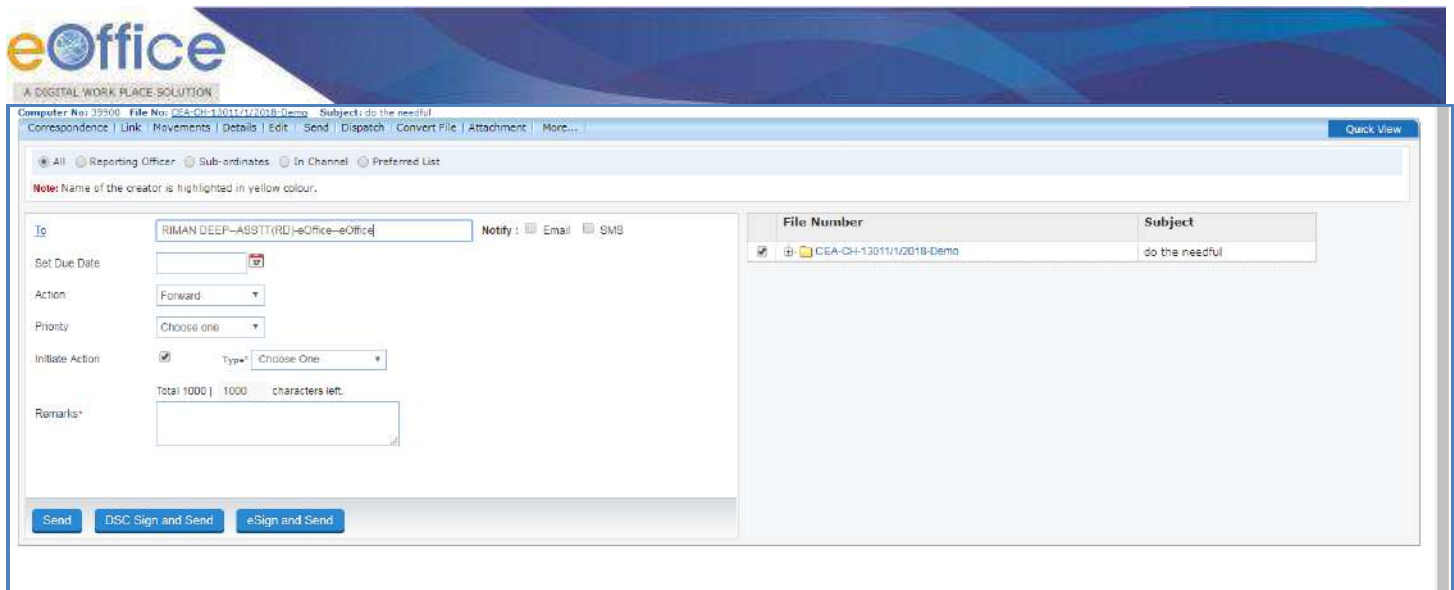 eOffice
A DIGITAL WORK PLACE SOLUTION
Computer No: 39900 File No: CEA-CH-13011/1/2018-Demo Subject: do the needful
Correspondence | Link | Movements | Details | Edit | Send | Dispatch | Convert File | Attachment | More... |
Quick View
All Reporting Officer Sub-ordinates In Channel Preferred List
Note: Name of the creator is highlighted in yellow colour.
To RIMAN DEEP--ASSTT(RD)-eOffice--eOffice Notify : Email SMS
File Number Subject
CEA-CH-13011/1/2018-Demo do the needful
Set Due Date
Action Forward
Priority Choose one
Initiate Action Type* Choose One
Total 1000 | 1000 characters left.
Remarks*
Send DSC Sign and Send eSign and Send